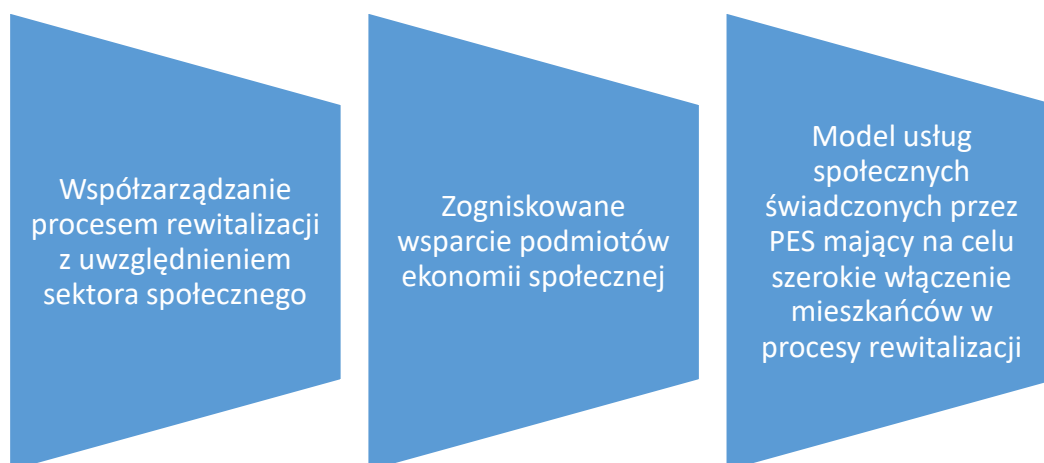 Współzarządzanie
procesem rewitalizacji
z uwzględnieniem
sektora społecznego
Zogniskowane
wsparcie podmiotów
ekonomii społecznej
Model usług
społecznych
świadczonych przez
PES mający na celu
szerokie włączenie
mieszkańców w
procesy rewitalizacji